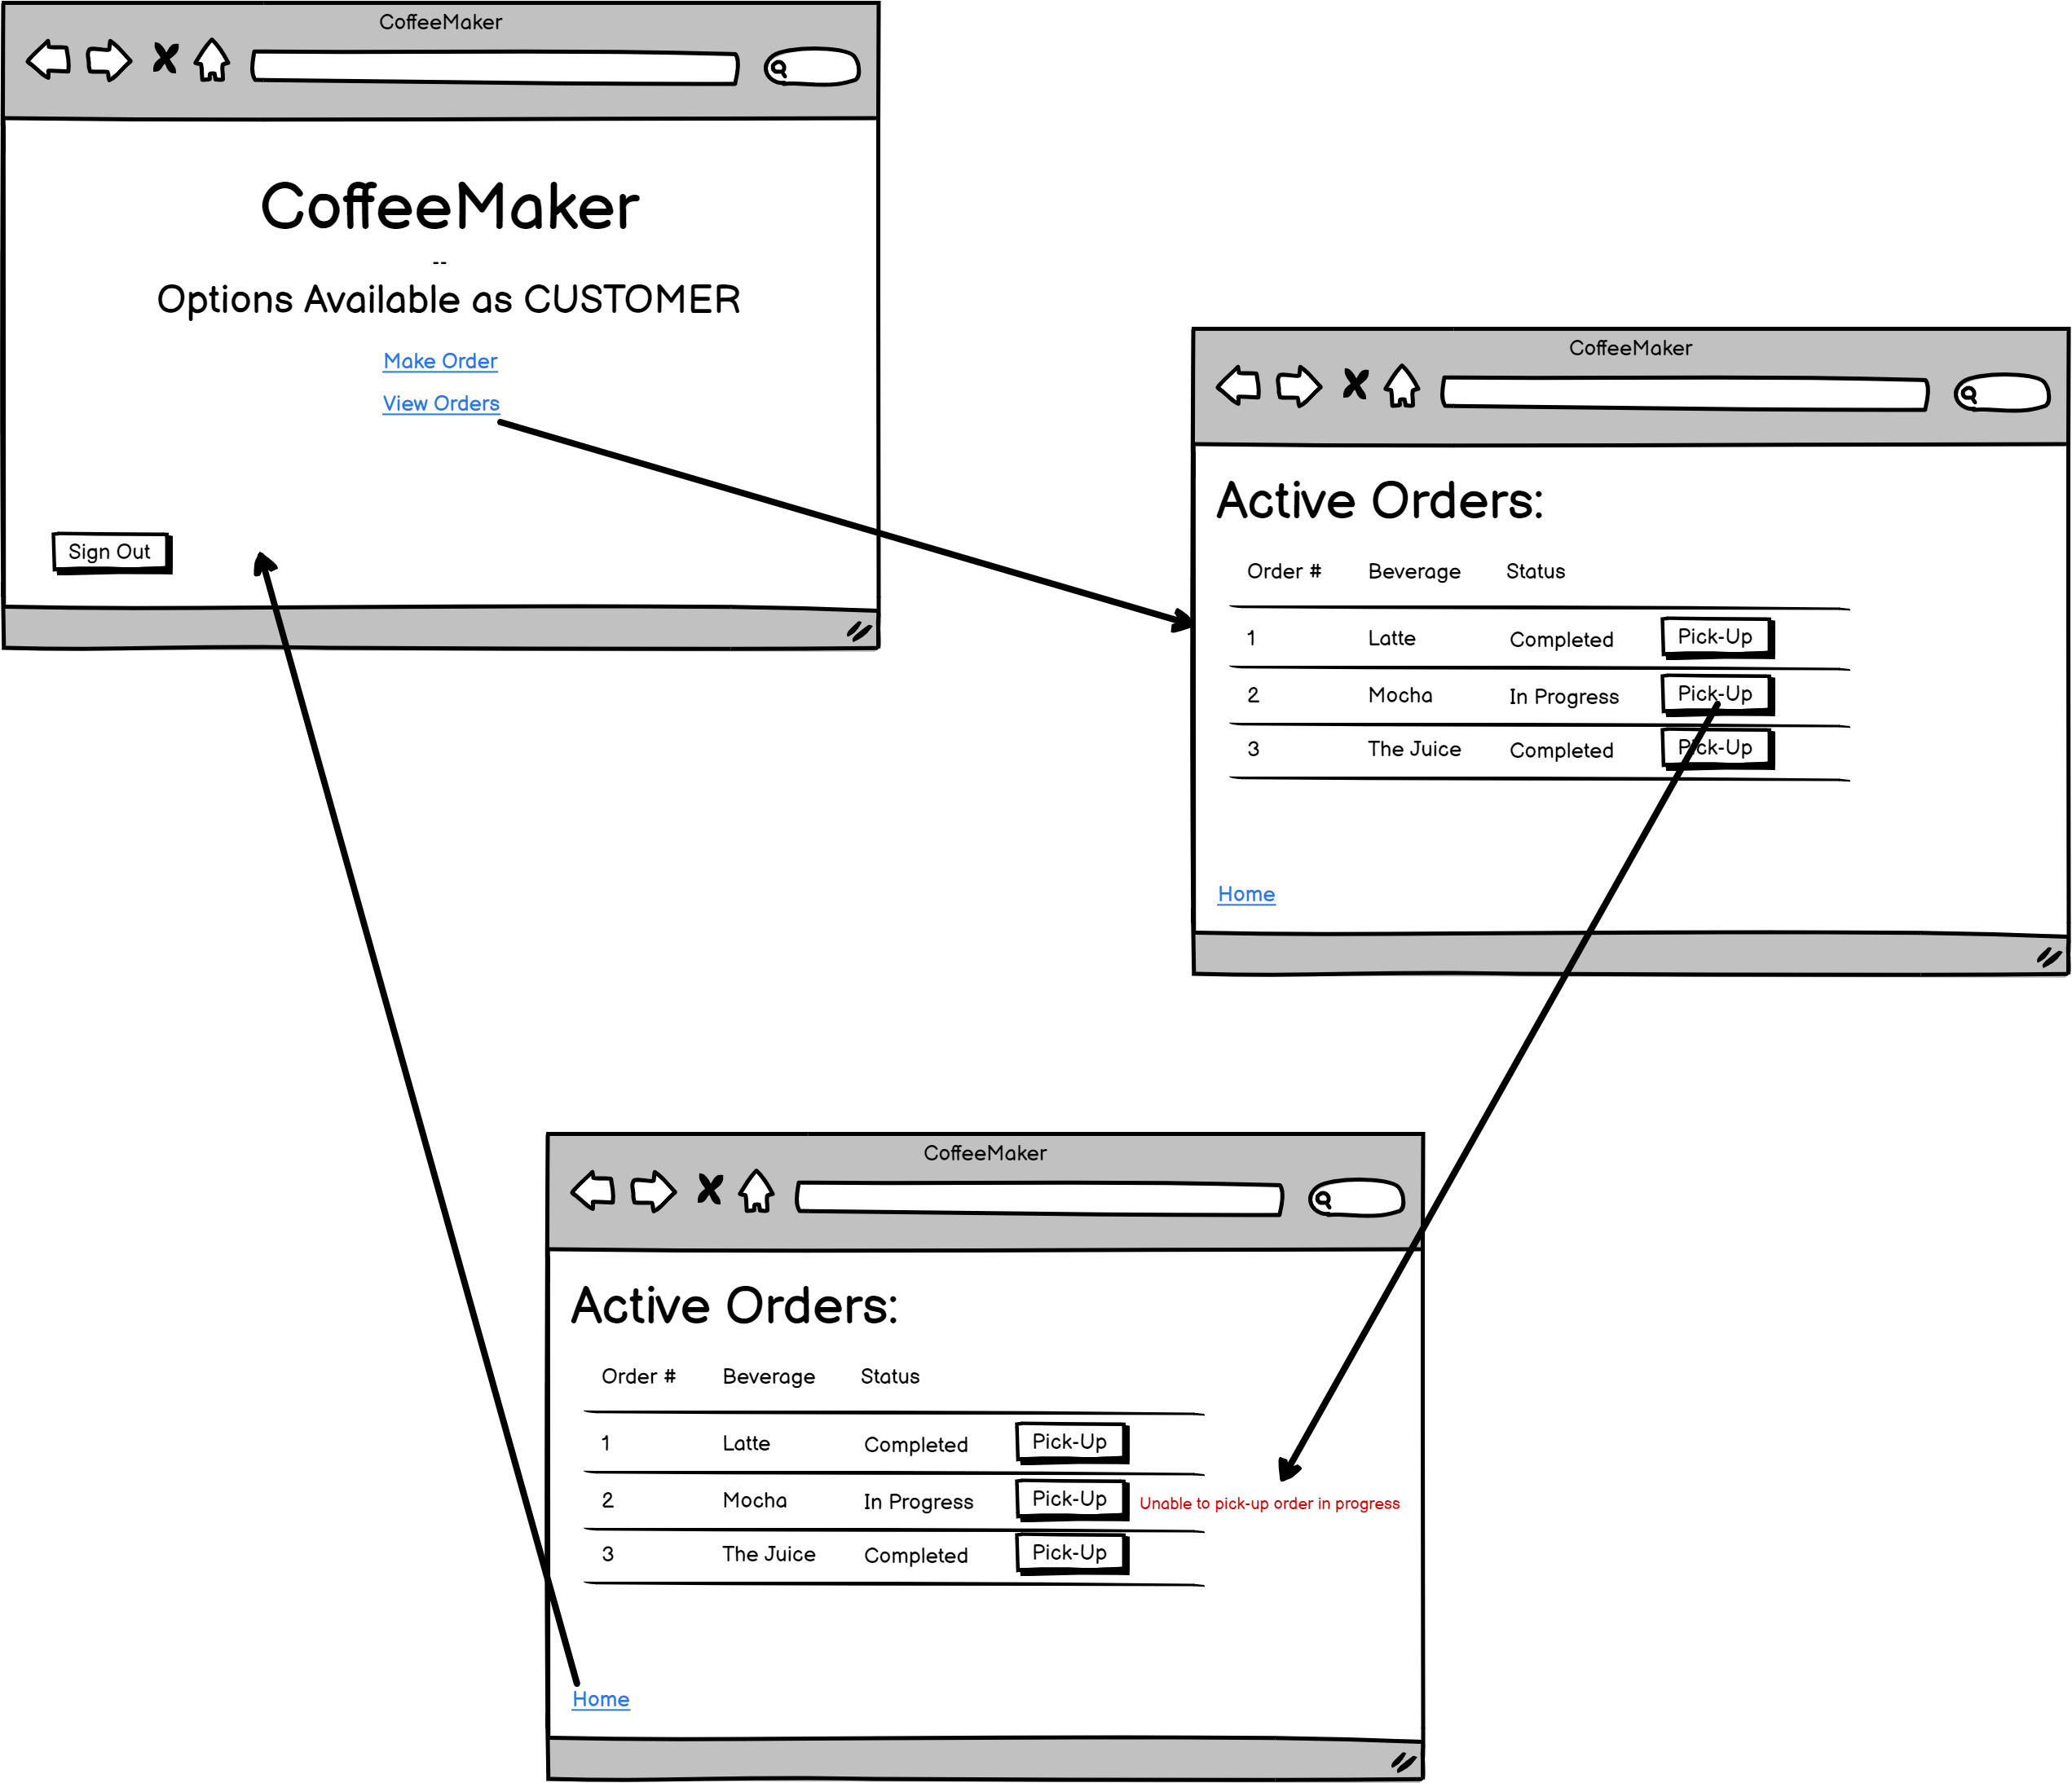 CoffeeMaker
CoffeeMaker
--
Options Available as CUSTOMER
Make Order
View Orders
Sign Out
CoffeeMaker
Active Orders:
Order # Beverage Status
1 Latte Completed Pick-Up
2 Mocha In Progress Pick-Up
3 The Juice Completed Pick-Up
Home
CoffeeMaker
Active Orders:
Order # Beverage Status
1 Latte Completed Pick-Up
2 Mocha In Progress Pick-Up Unable to pick-up order in progress
3 The Juice Completed Pick-Up
Home